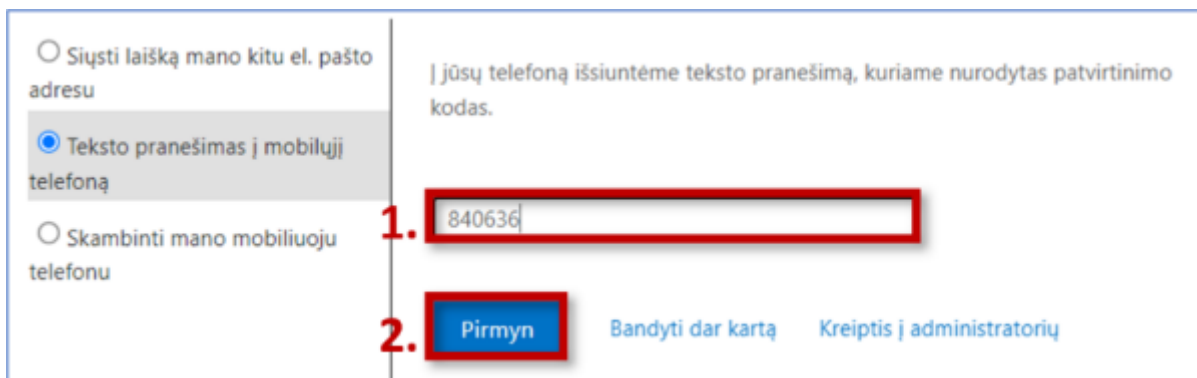 Siųsti laišką mano kitu el. pašto
adresu
Teksto pranešimas į mobilųjį
telefoną
Skambinti mano mobiliuoju
telefonu
Į jūsų telefoną išsiuntėme teksto pranešimą, kuriame nurodytas patvirtinimo
kodas.
1. 840636
2. Pirmyn Bandyti dar kartą Kreiptis į administratorių